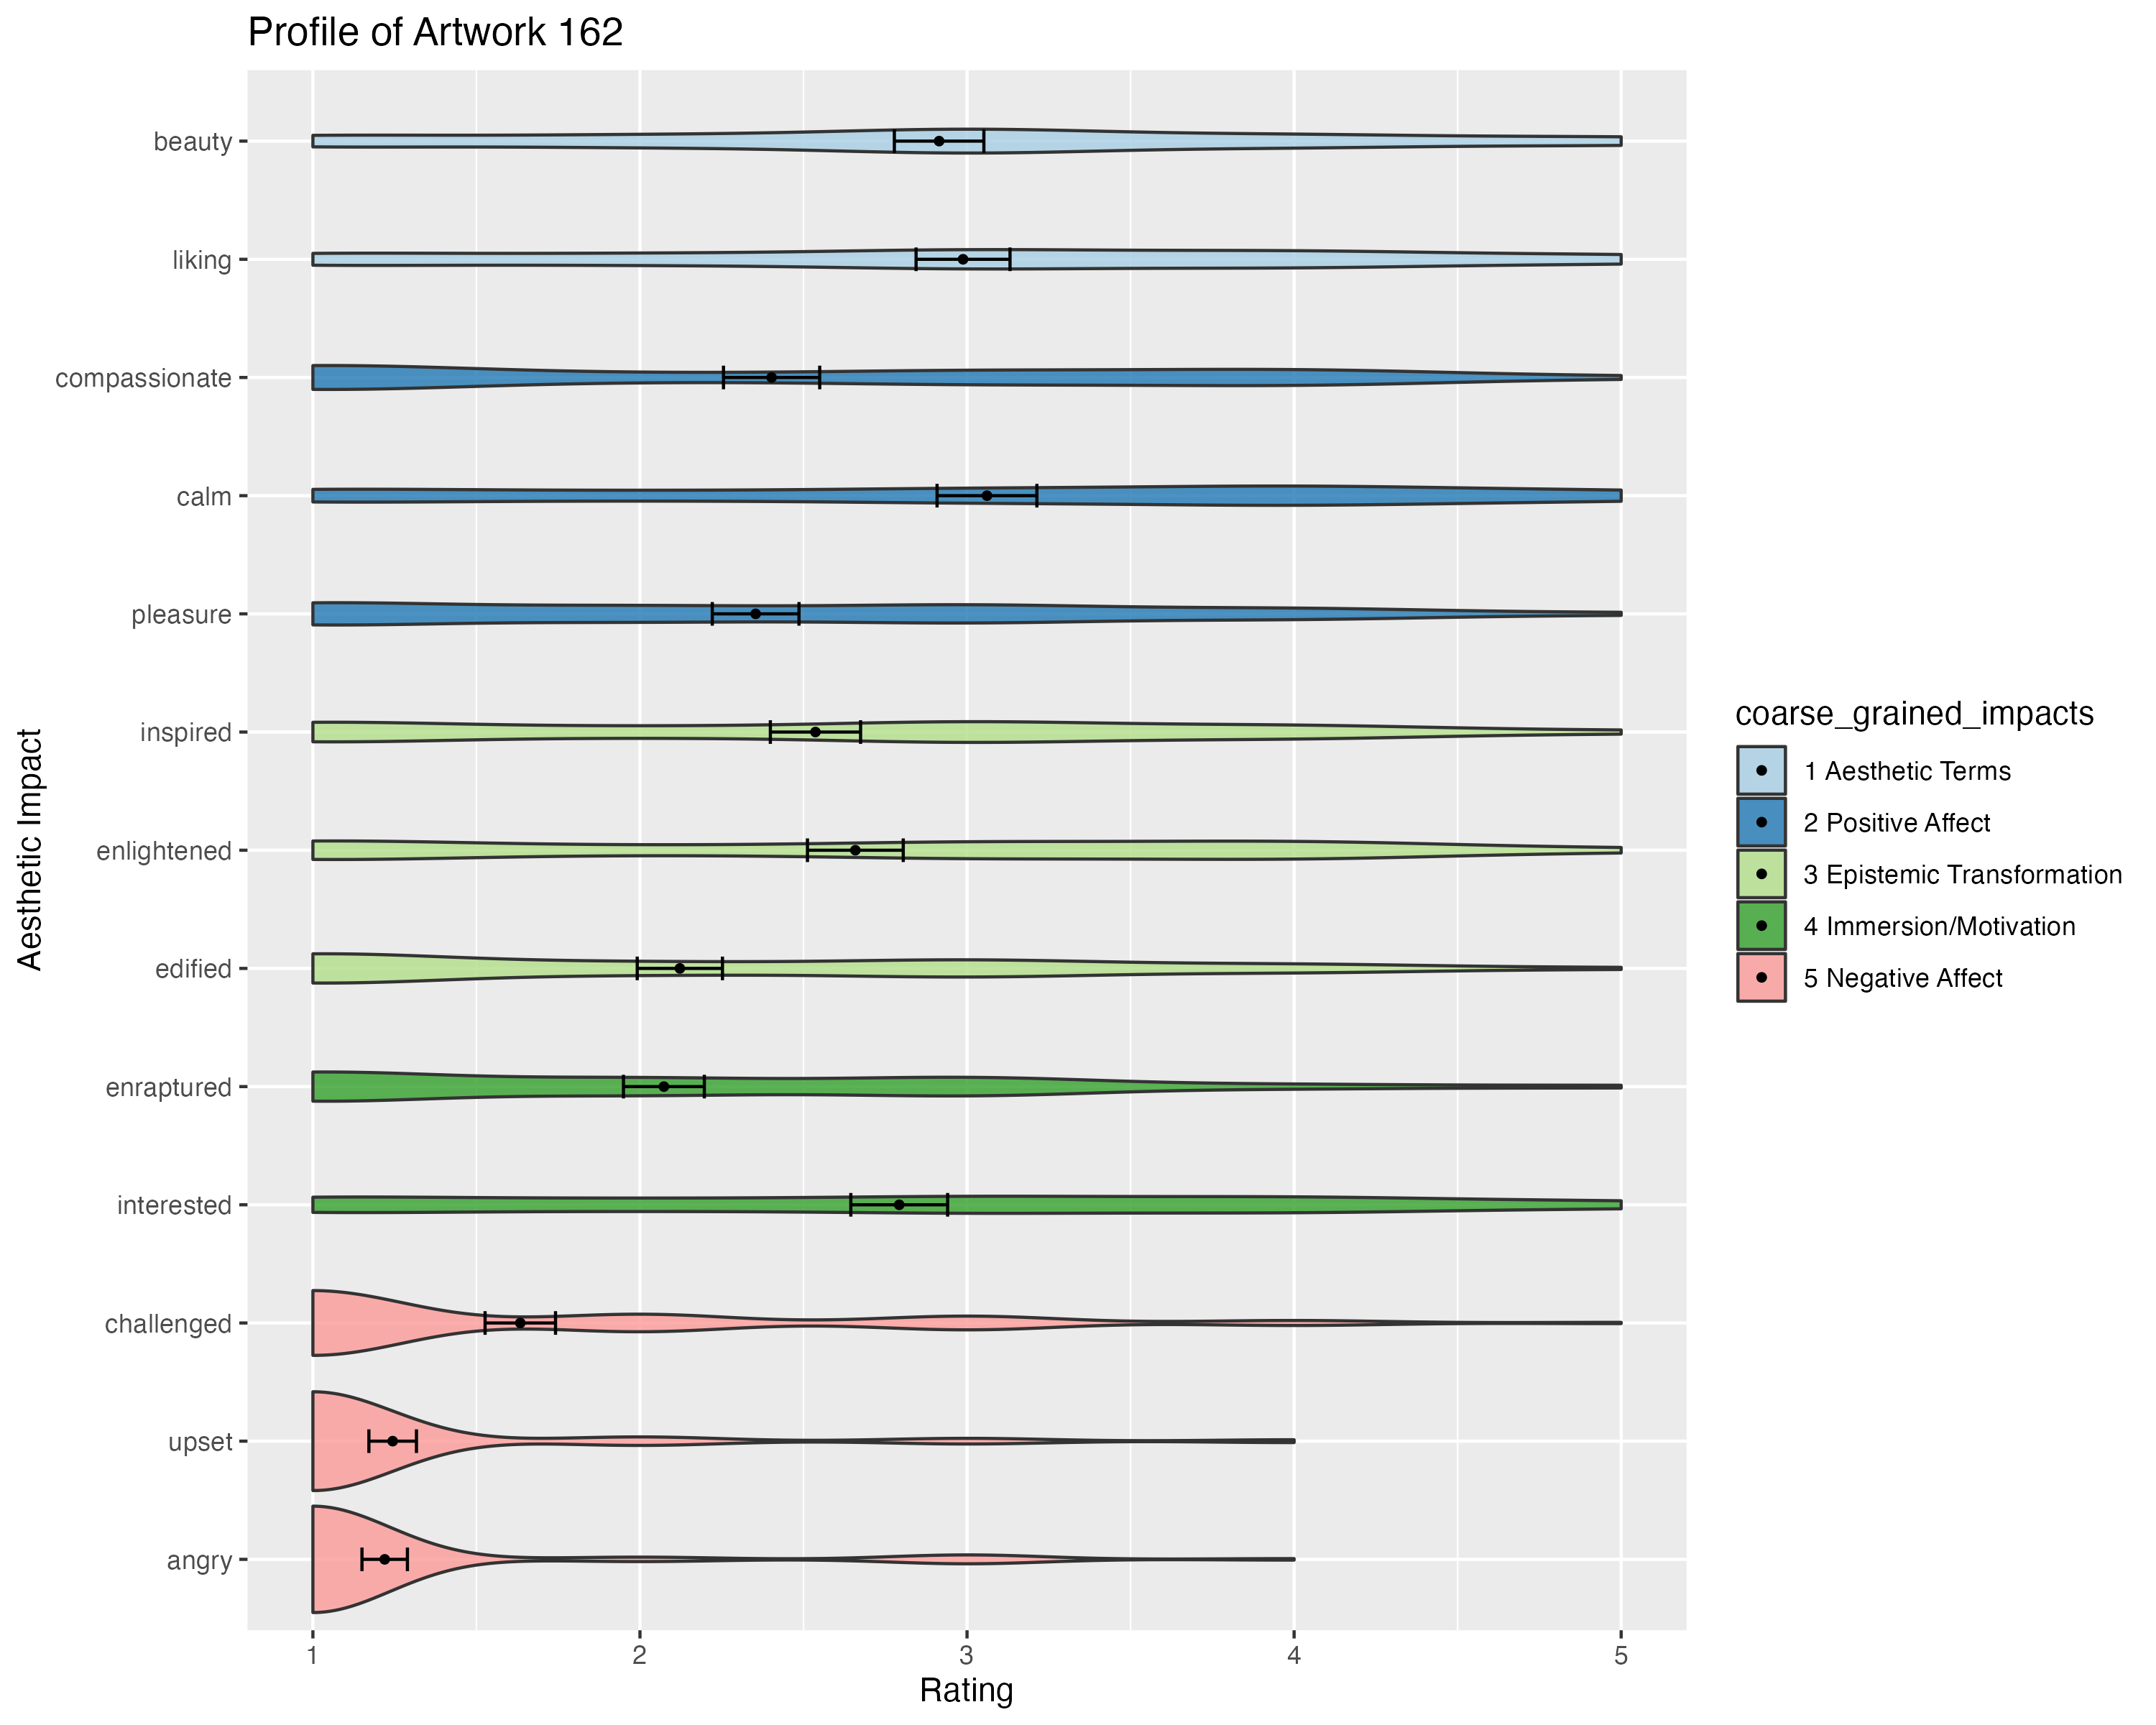 Profile of Artwork 162
beauty
liking
compassionate
calm
pleasure
inspired
enlightened
edified
enraptured
interested
challenged
upset
angry
Aesthetic Impact
1 2 3 4 5
Rating
coarse_grained_impacts
1 Aesthetic Terms
2 Positive Affect
3 Epistemic Transformation
4 Immersion/Motivation
5 Negative Affect